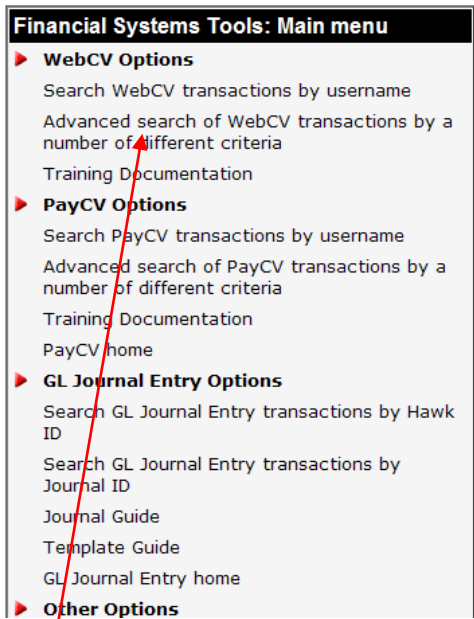 Financial Systems Tools: Main menu
WebCV Options
Search WebCV transactions by username
Advanced search of WebCV transactions by a
number of different criteria
Training Documentation
PayCV Options
Search PayCV transactions by username
Advanced search of PayCV transactions by a
number of different criteria
Training Documentation
PayCV home
GL Journal Entry Options
Search GL Journal Entry transactions by Hawk
ID
Search GL Journal Entry transactions by
Journal ID
Journal Guide
Template Guide
GL Journal Entry home
Other Options